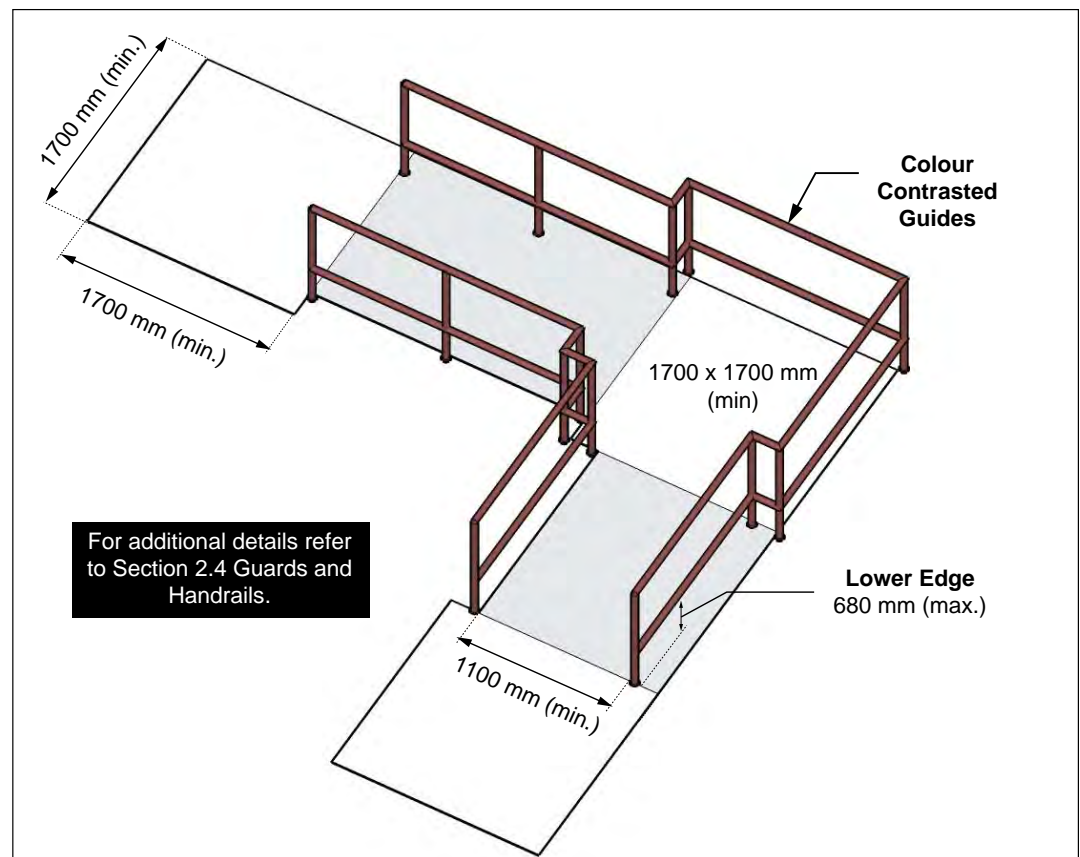 1700 mm (min.)
Colour
Contrasted
Guides
1700 mm (min.)
1700 x 1700 mm
(min)
For additional details refer
to Section 2.4 Guards and
Handrails.
Lower Edge
680 mm (max.)
1100 mm (min.)